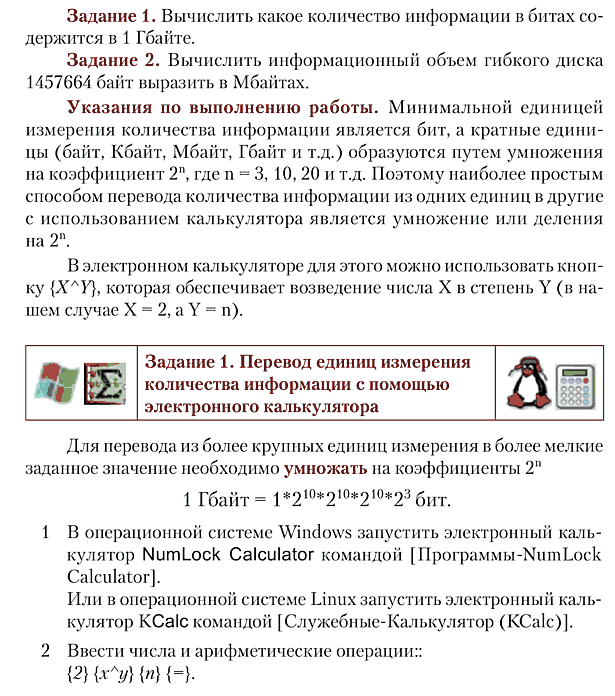 Задание 1. Вычислить какое количество информации в битах со-
держится в 1 Гбайте.
Задание 2. Вычислить информационный объем гибкого диска
1457664 байт выразить в Мбайтах.
Указания по выполнению работы. Минимальной единицей
измерения количества информации является бит, а кратные едини-
цы (байт, Кбайт, Мбайт, Гбайт и т.д.) образуются путем умножения
на коэффициент 2ⁿ, где n = 3, 10, 20 и т.д. Поэтому наиболее простым
способом перевода количества информации из одних единиц в другие
с использованием калькулятора является умножение или деления
на 2ⁿ.
В электронном калькуляторе для этого можно использовать кноп-
ку {X^Y}, которая обеспечивает возведение числа X в степень Y (в на-
шем случае X = 2, а Y = n).
Σ
Задание 1. Перевод единиц измерения
количества информации с помощью
электронного калькулятора
Для перевода из более крупных единиц измерения в более мелкие
заданное значение необходимо умножать на коэффициенты 2ⁿ
1 Гбайт = 1*2¹⁰*2¹⁰*2¹⁰*2³ бит.
1 В операционной системе Windows запустить электронный каль-
кулятор NumLock Calculator командой [Программы-NumLock
Calculator].
Или в операционной системе Linux запустить электронный каль-
кулятор KCalc командой [Служебные-Калькулятор (KCalc)].
2 Ввести числа и арифметические операции::
{2} {x^y} {n} {=}.